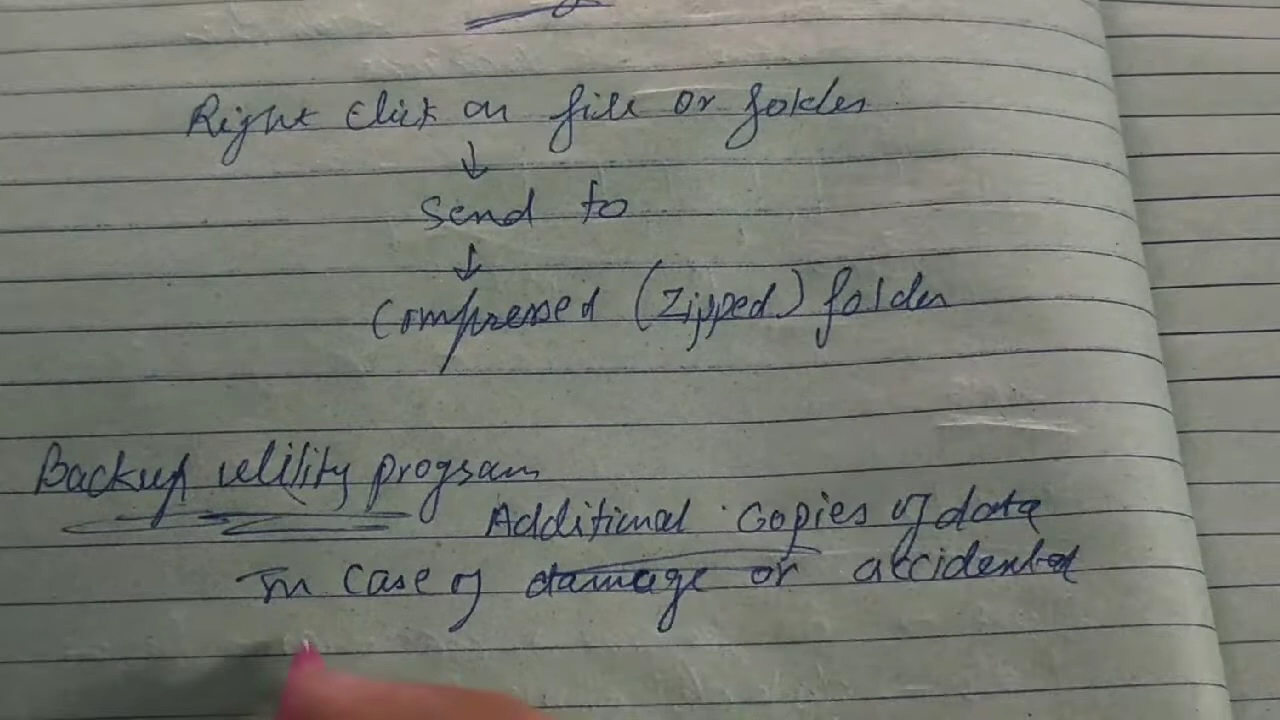 Right click on file or folder
↓
Send to
↓
Compressed (Zipped) folder
Backup utility program
Additional copies of data
In case of damage or accidental